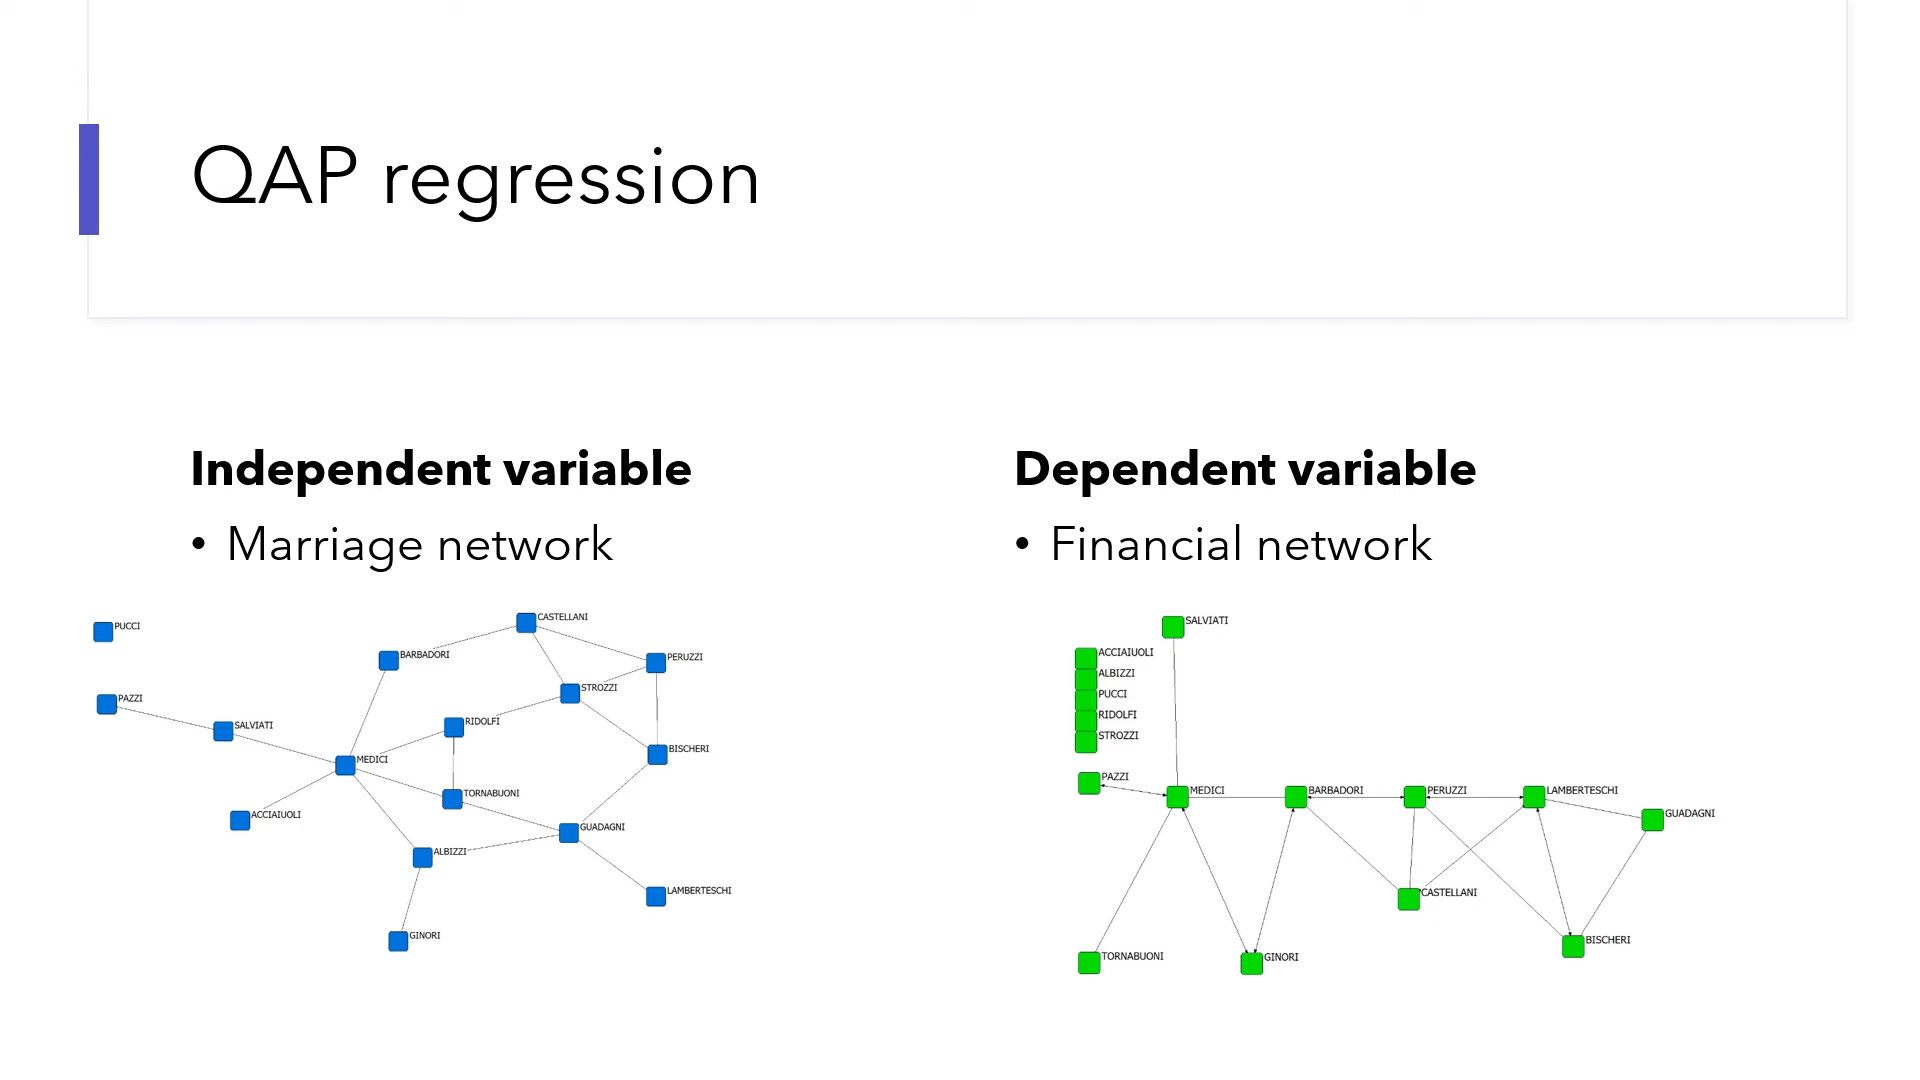 QAP regression
Independent variable
• Marriage network
PUCCI
CASTELLANI
BARBADORI
PERUZZI
STROZZI
PAZZI
RIDOLFI
SALVIATI
BISCHERI
MEDICI
TORNABUONI
ACCIAIUOLI
GUADAGNI
ALBIZZI
LAMBERTESCHI
GINORI
Dependent variable
• Financial network
SALVIATI
ACCIAIUOLI
ALBIZZI
PUCCI
RIDOLFI
STROZZI
PAZZI
MEDICI
BARBADORI
PERUZZI
LAMBERTESCHI
GUADAGNI
CASTELLANI
BISCHERI
TORNABUONI
GINORI